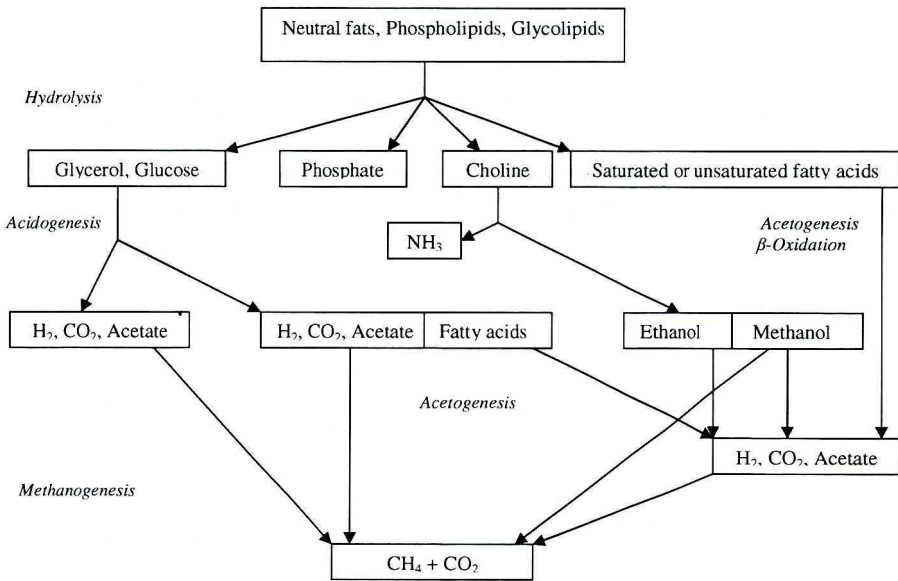 Neutral fats, Phospholipids, Glycolipids
Hydrolysis
Glycerol, Glucose
Phosphate
Choline
Saturated or unsaturated fatty acids
Acidogenesis
Acetogenesis
β-Oxidation
NH₃
H₂, CO₂, Acetate
H₂, CO₂, Acetate
Fatty acids
Ethanol
Methanol
Acetogenesis
H₂, CO₂, Acetate
Methanogenesis
CH₄ + CO₂